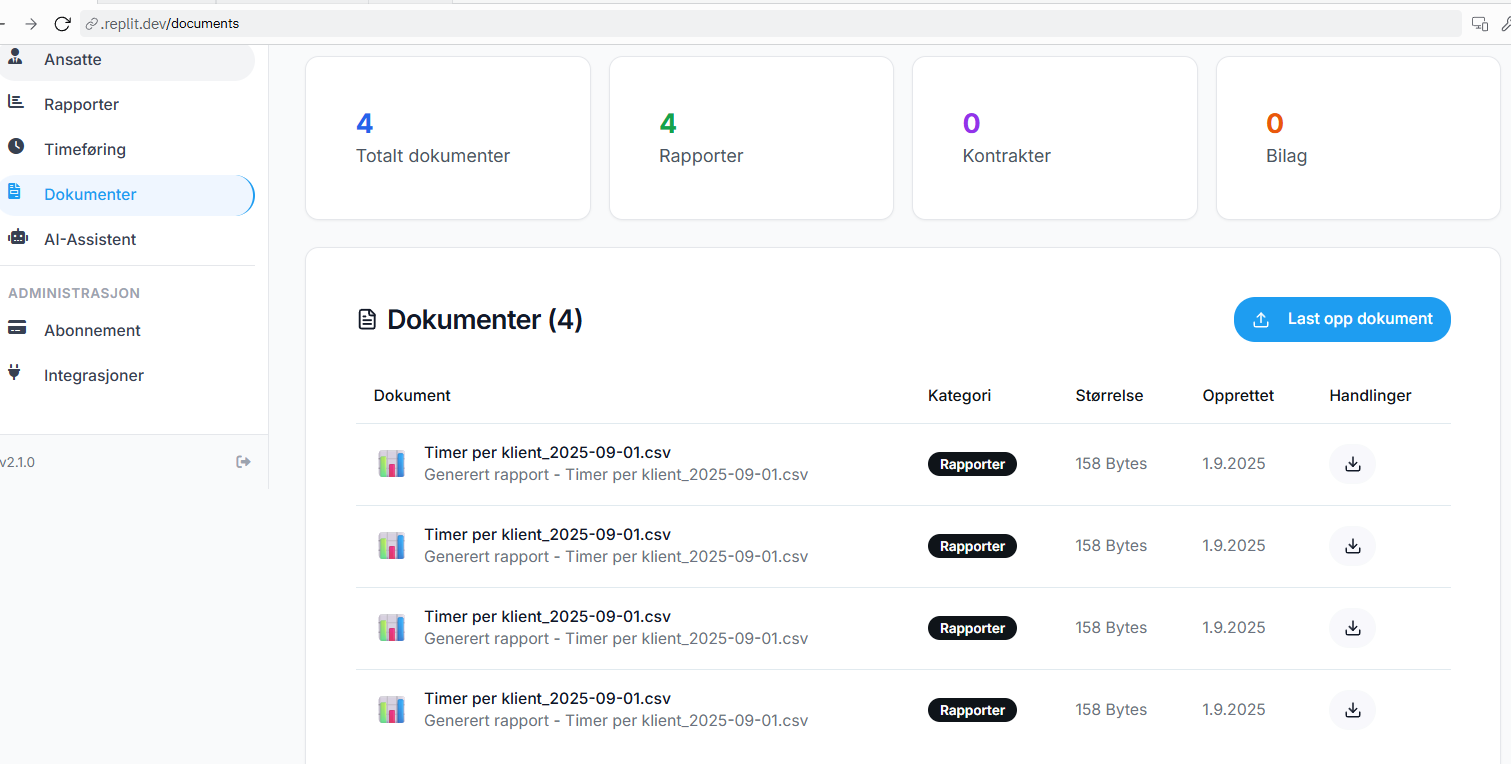 .replit.dev/documents
Ansatte
Rapporter
Timeføring
Dokumenter
AI-Assistent
ADMINISTRASJON
Abonnement
Integrasjoner
v2.1.0
4
Totalt dokumenter
4
Rapporter
0
Kontrakter
0
Bilag
Dokumenter (4)
Last opp dokument
Dokument Kategori Størrelse Opprettet Handlinger
Timer per klient_2025-09-01.csv
Generert rapport - Timer per klient_2025-09-01.csv
Rapporter 158 Bytes 1.9.2025
Timer per klient_2025-09-01.csv
Generert rapport - Timer per klient_2025-09-01.csv
Rapporter 158 Bytes 1.9.2025
Timer per klient_2025-09-01.csv
Generert rapport - Timer per klient_2025-09-01.csv
Rapporter 158 Bytes 1.9.2025
Timer per klient_2025-09-01.csv
Generert rapport - Timer per klient_2025-09-01.csv
Rapporter 158 Bytes 1.9.2025